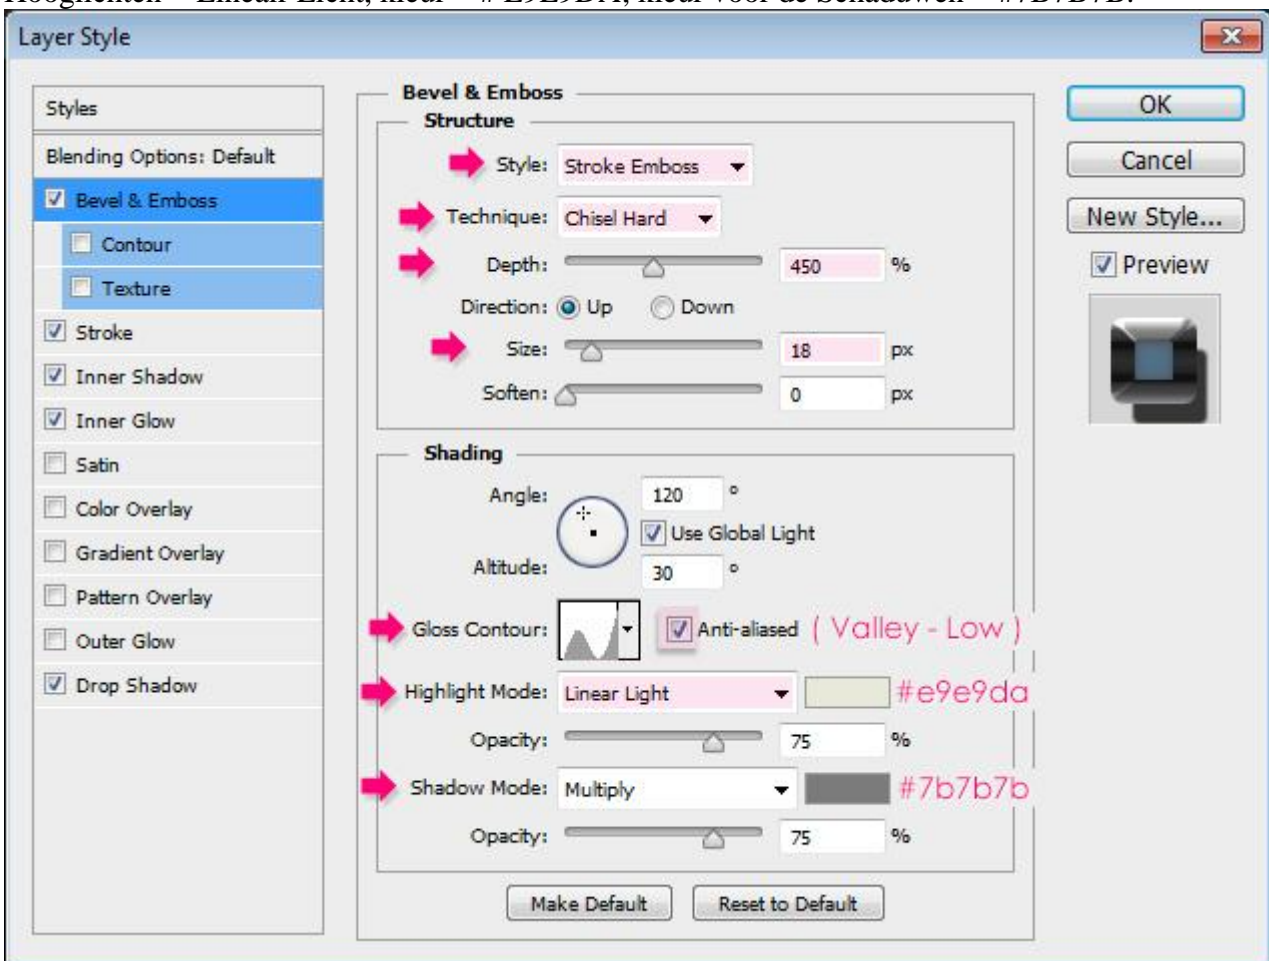 Layer Style
Styles
Blending Options: Default
Bevel & Emboss
Contour
Texture
Stroke
Inner Shadow
Inner Glow
Satin
Color Overlay
Gradient Overlay
Pattern Overlay
Outer Glow
Drop Shadow
Bevel & Emboss
Structure
Style: Stroke Emboss
Technique: Chisel Hard
Depth: 450 %
Direction: Up Down
Size: 18 px
Soften: 0 px
Shading
Angle: 120 °
Use Global Light
Altitude: 30 °
Gloss Contour: Anti-aliased ( Valley - Low )
Highlight Mode: Linear Light #e9e9da
Opacity: 75 %
Shadow Mode: Multiply #7b7b7b
Opacity: 75 %
Make Default Reset to Default
OK
Cancel
New Style...
Preview